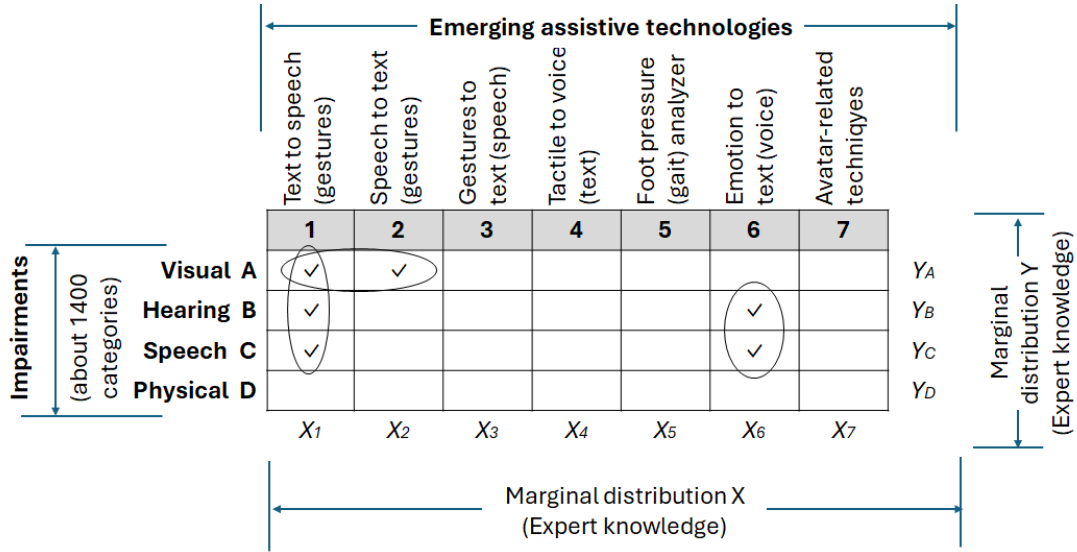 Emerging assistive technologies
Text to speech
(gestures)
Speech to text
(gestures)
Gestures to
text (speech)
Tactile to voice
(text)
Foot pressure
(gait) analyzer
Emotion to
text (voice)
Avatar-related
techniqyes
1 2 3 4 5 6 7
Impairments
(about 1400
categories)
Visual A ✓ ✓ YA
Hearing B ✓ ✓ YB
Speech C ✓ ✓ YC
Physical D YD
X1 X2 X3 X4 X5 X6 X7
Marginal
distribution Y
(Expert knowledge)
Marginal distribution X
(Expert knowledge)